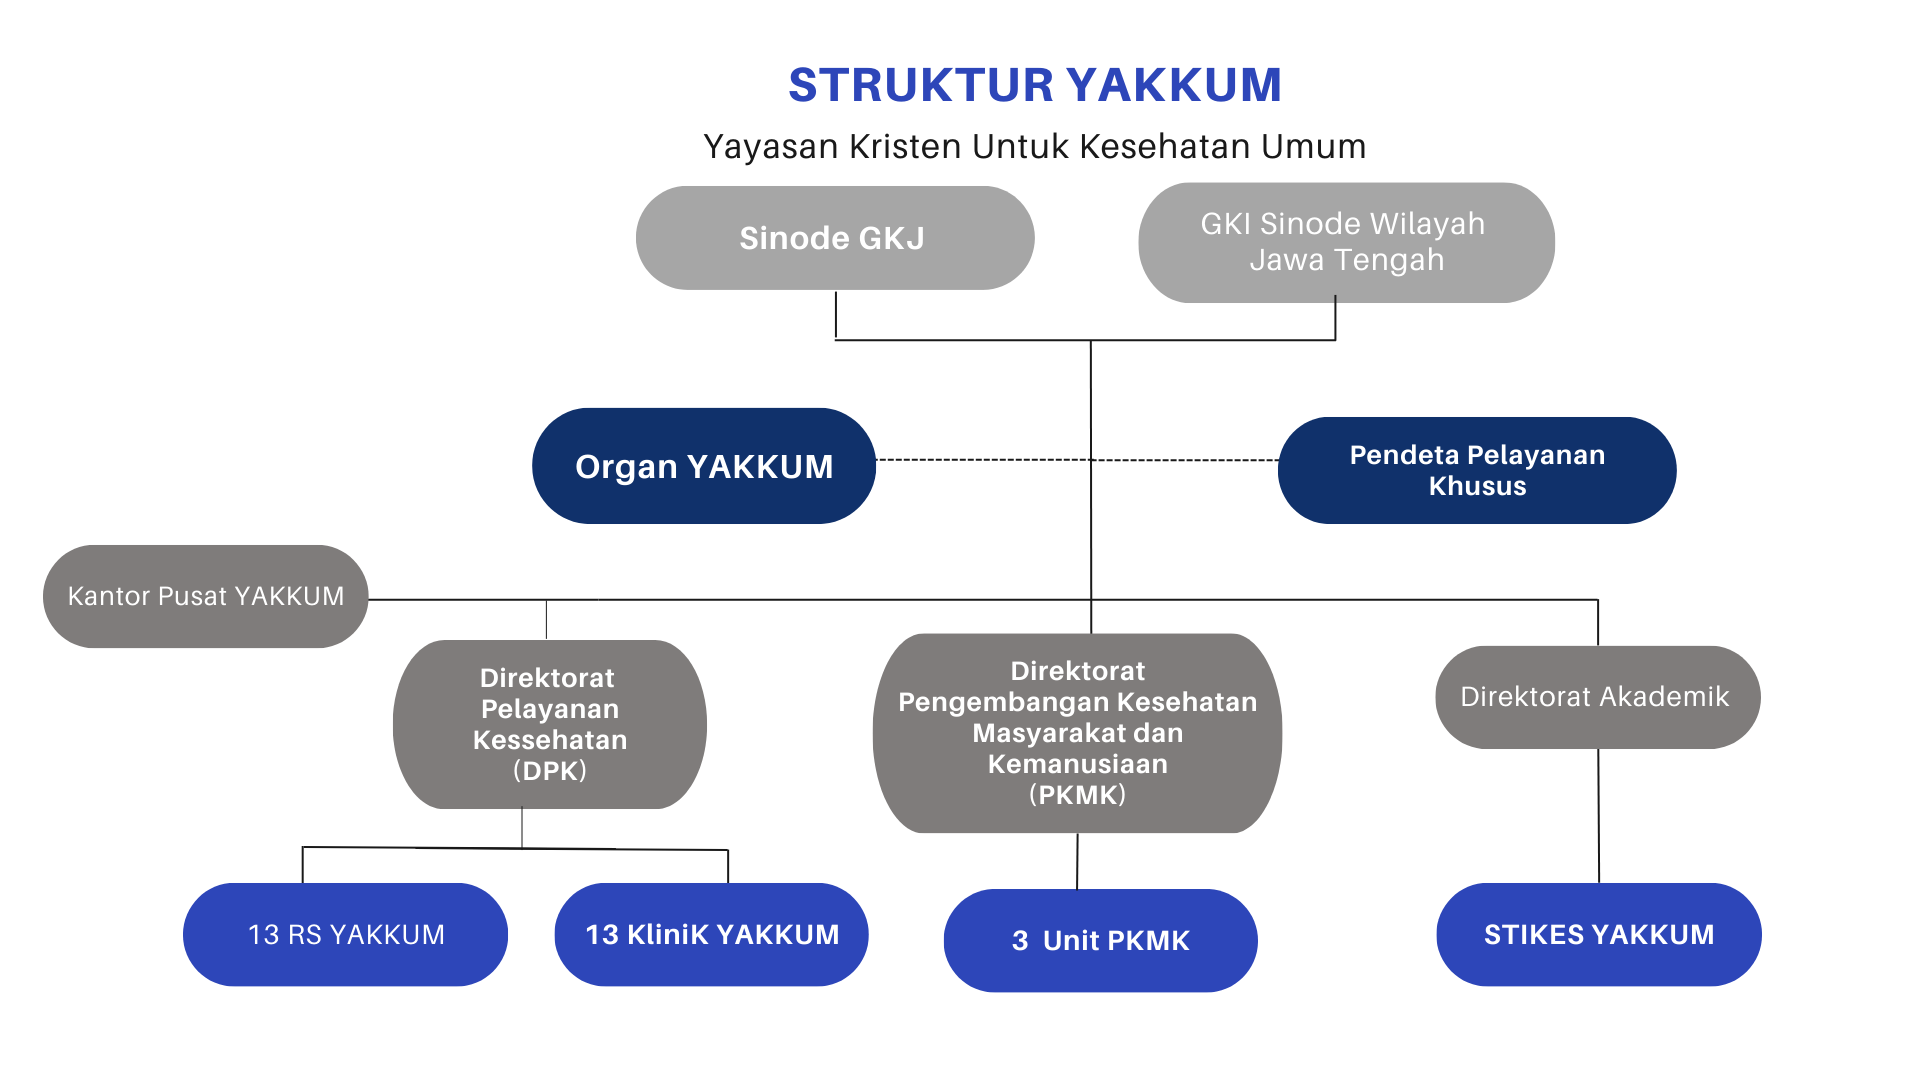 STRUKTUR YAKKUM
Yayasan Kristen Untuk Kesehatan Umum
Sinode GKJ
GKI Sinode Wilayah
Jawa Tengah
Organ YAKKUM
Pendeta Pelayanan
Khusus
Kantor Pusat YAKKUM
Direktorat
Pelayanan
Kessehatan
(DPK)
Direktorat
Pengembangan Kesehatan
Masyarakat dan
Kemanusiaan
(PKMK)
Direktorat Akademik
13 RS YAKKUM
13 KliniK YAKKUM
3 Unit PKMK
STIKES YAKKUM